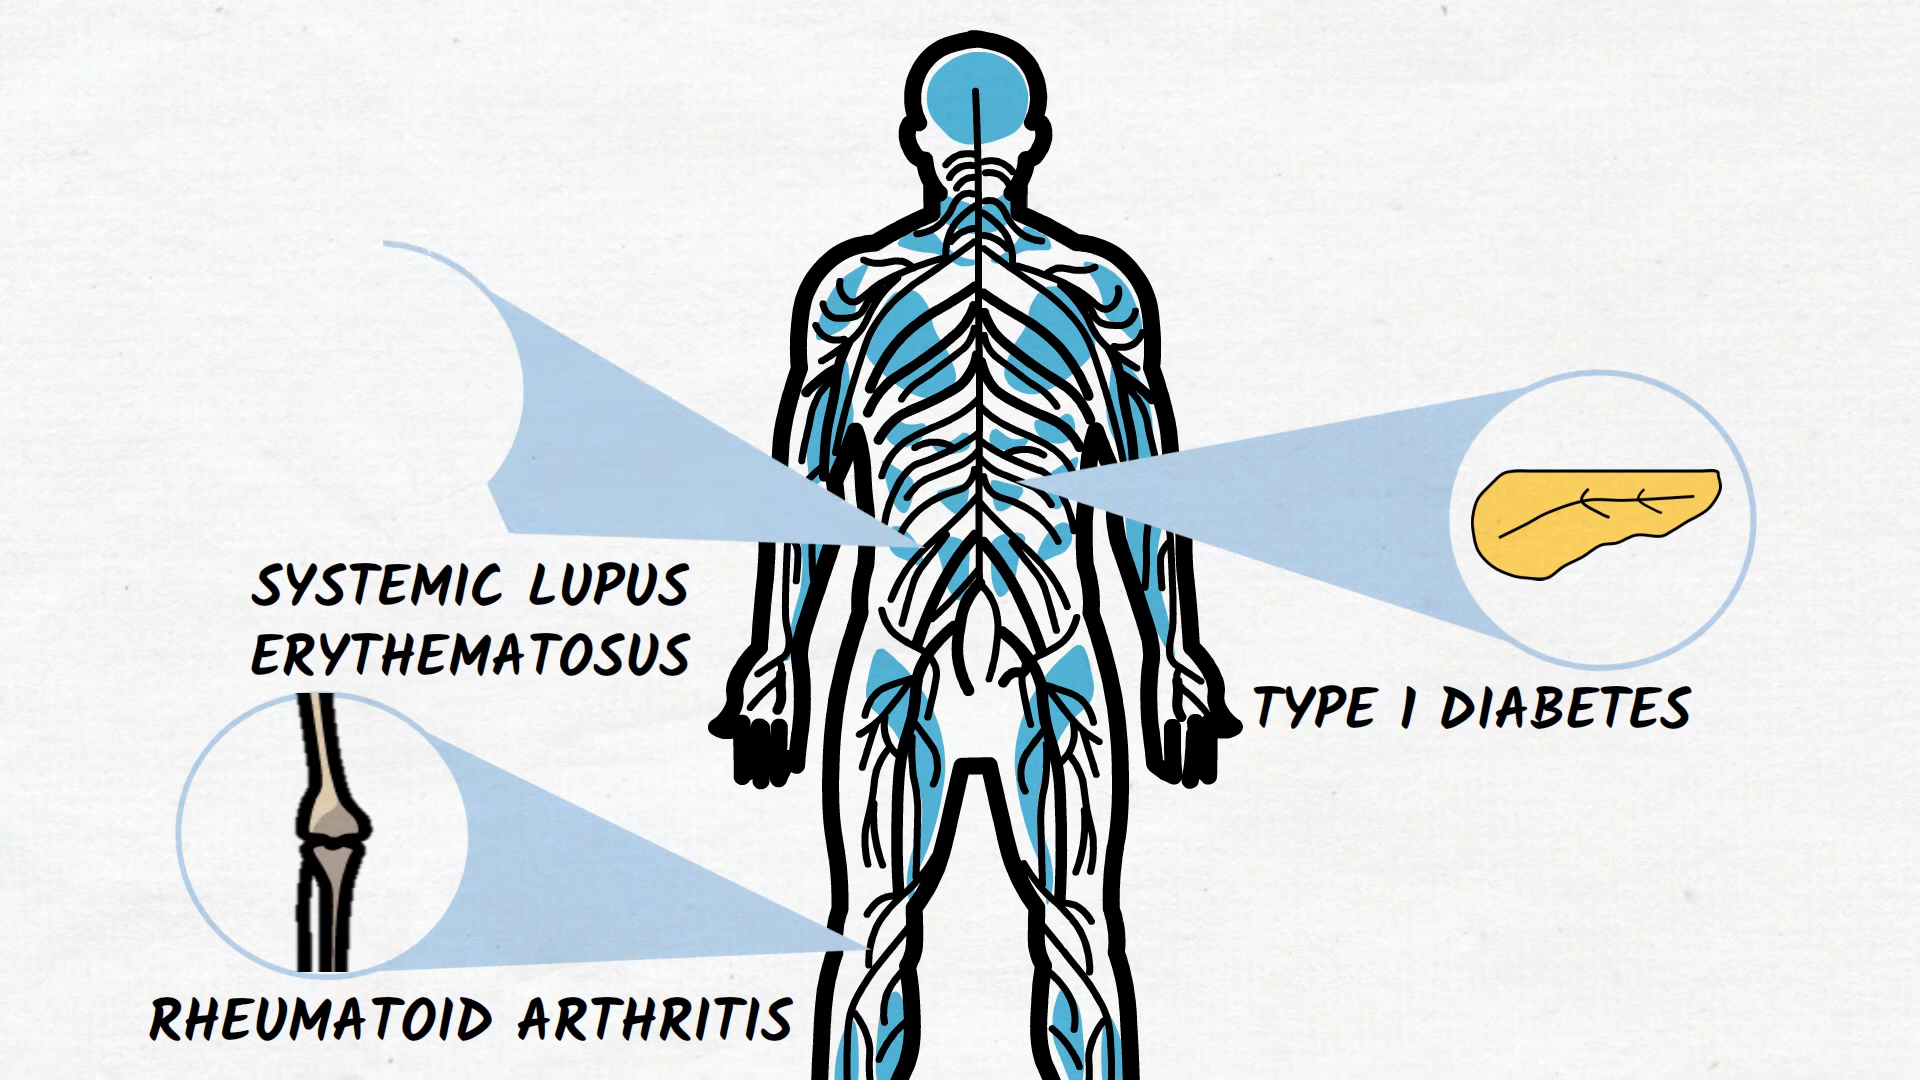 SYSTEMIC LUPUS
ERYTHEMATOSUS
TYPE 1 DIABETES
RHEUMATOID ARTHRITIS